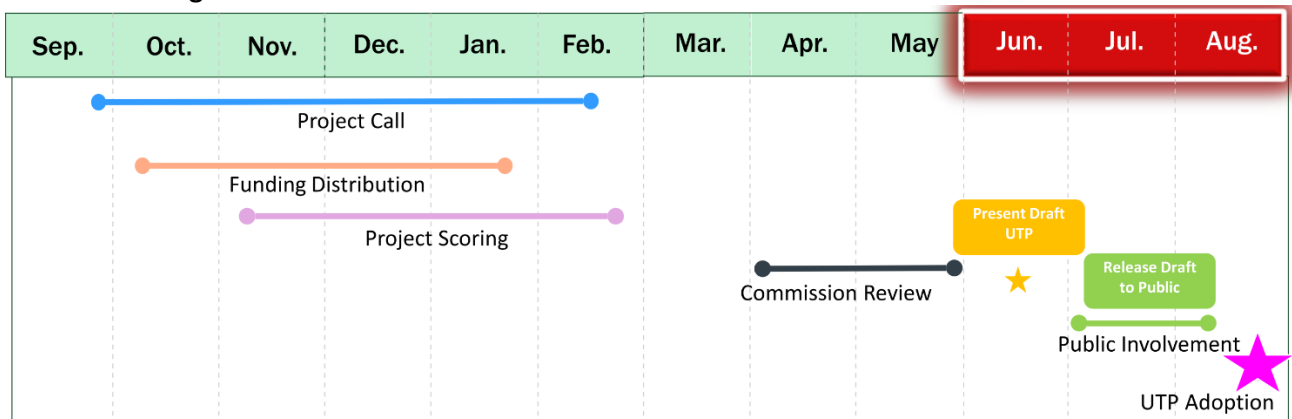 Sep. Oct. Nov. Dec. Jan. Feb. Mar. Apr. May Jun. Jul. Aug.
Project Call
Funding Distribution
Project Scoring
Present Draft
UTP
Commission Review
Release Draft
to Public
Public Involvement
UTP Adoption